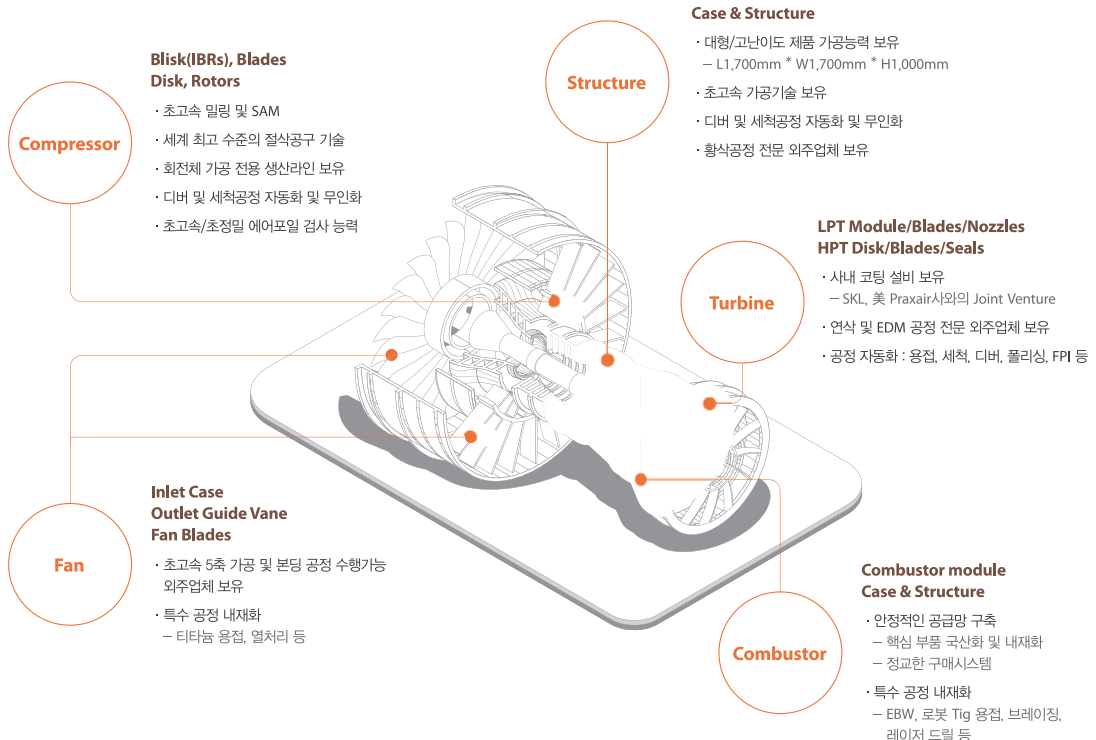 Compressor
Blisk(IBRs), Blades
Disk, Rotors
· 초고속 밀링 및 SAM
· 세계 최고 수준의 절삭공구 기술
· 회전체 가공 전용 생산라인 보유
· 디버 및 세척공정 자동화 및 무인화
· 초고속/초정밀 에어포일 검사 능력
Structure
Case & Structure
· 대형/고난이도 제품 가공능력 보유
– L1,700mm * W1,700mm * H1,000mm
· 초고속 가공기술 보유
· 디버 및 세척공정 자동화 및 무인화
· 황삭공정 전문 외주업체 보유
Turbine
LPT Module/Blades/Nozzles
HPT Disk/Blades/Seals
· 사내 코팅 설비 보유
– SKL, 美 Praxair사와의 Joint Venture
· 연삭 및 EDM 공정 전문 외주업체 보유
· 공정 자동화 : 용접, 세척, 디버, 폴리싱, FPI 등
Fan
Inlet Case
Outlet Guide Vane
Fan Blades
· 초고속 5축 가공 및 본딩 공정 수행가능
외주업체 보유
· 특수 공정 내재화
– 티타늄 용접, 열처리 등
Combustor
Combustor module
Case & Structure
· 안정적인 공급망 구축
– 핵심 부품 국산화 및 내재화
– 정교한 구매시스템
· 특수 공정 내재화
– EBW, 로봇 Tig 용접, 브레이징,
레이저 드릴 등